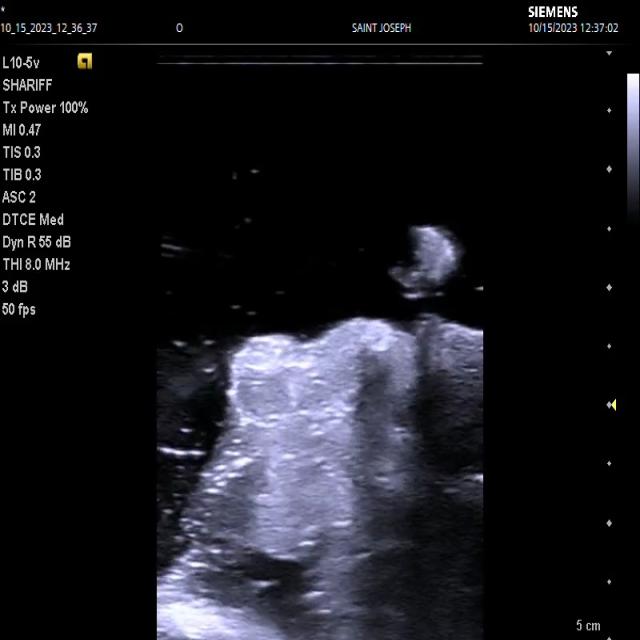 *
SIEMENS
10_15_2023_12_36_37
O
SAINT JOSEPH
10/15/2023 12:37:02
L10-5v
SHARIFF
Tx Power 100%
MI 0.47
TIS 0.3
TIB 0.3
ASC 2
DTCE Med
Dyn R 55 dB
THI 8.0 MHz
3 dB
50 fps
5 cm